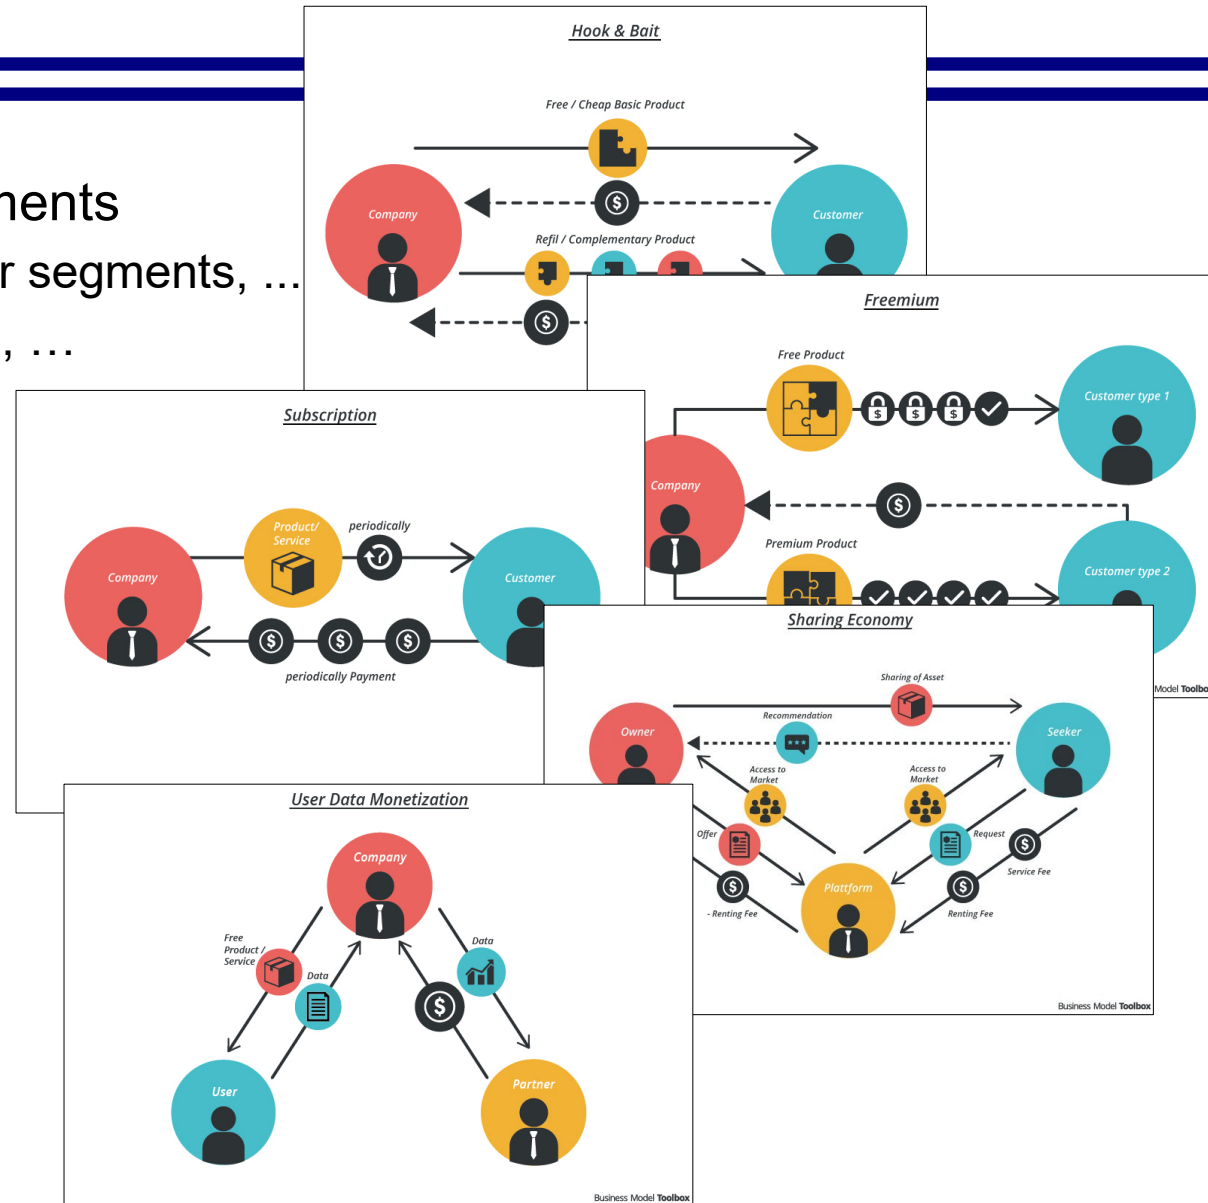 ments
r segments, ...
, …
Hook & Bait
Free / Cheap Basic Product
Company
Customer
$
Refil / Complementary Product
$
Freemium
Free Product
Customer type 1
$ $ $
Company
$
Premium Product
Customer type 2
Model Toolbo
Subscription
Product/
Service
periodically
Company
Customer
$ $ $
periodically Payment
Sharing Economy
Sharing of Asset
Owner
Recommendation
Seeker
Access to
Market
Access to
Market
Offer
Request
$
Service Fee
Plattform
$
- Renting Fee
$
Renting Fee
Business Model Toolbox
User Data Monetization
Company
Free
Product /
Service
Data
Data
$
User
Partner
Business Model Toolbox